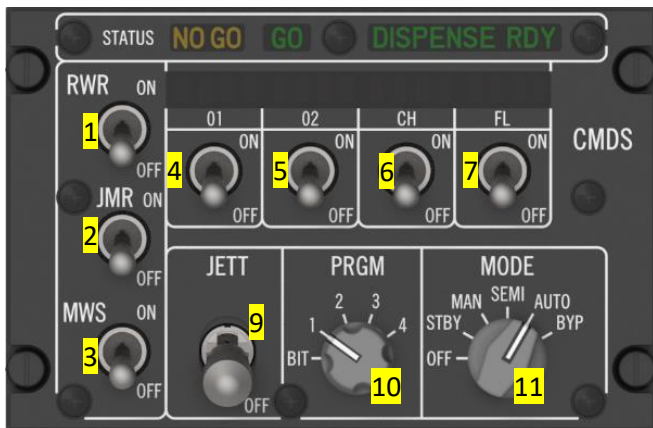 STATUS NO GO GO DISPENSE RDY
RWR ON
1
OFF
JMR ON
2
OFF
MWS ON
3
OFF
01 02 CH FL
4 ON OFF
5 ON OFF
6 ON OFF
7 ON OFF
CMDS
JETT
9
OFF
PRGM
BIT 1 2 3 4
10
MODE
OFF STBY MAN SEMI AUTO BYP
11